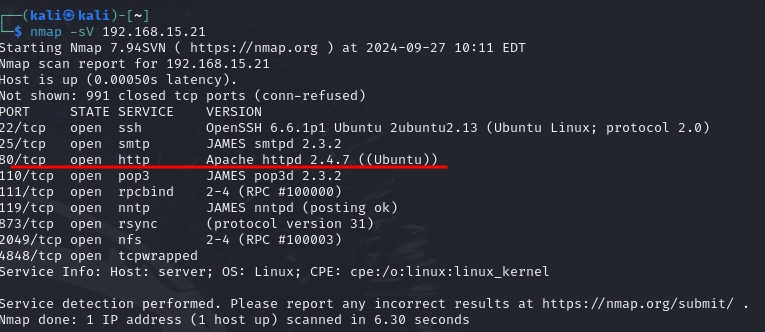 ┌──(kali㉿kali)-[~]
└─$ nmap -sV 192.168.15.21
Starting Nmap 7.94SVN ( https://nmap.org ) at 2024-09-27 10:11 EDT
Nmap scan report for 192.168.15.21
Host is up (0.00050s latency).
Not shown: 991 closed tcp ports (conn-refused)
PORT     STATE SERVICE    VERSION
22/tcp   open  ssh        OpenSSH 6.6.1p1 Ubuntu 2ubuntu2.13 (Ubuntu Linux; protocol 2.0)
25/tcp   open  smtp       JAMES smtpd 2.3.2
80/tcp   open  http       Apache httpd 2.4.7 ((Ubuntu))
110/tcp  open  pop3       JAMES pop3d 2.3.2
111/tcp  open  rpcbind    2-4 (RPC #100000)
119/tcp  open  nntp       JAMES nntpd (posting ok)
873/tcp  open  rsync      (protocol version 31)
2049/tcp open  nfs        2-4 (RPC #100003)
4848/tcp open  tcpwrapped
Service Info: Host: server; OS: Linux; CPE: cpe:/o:linux:linux_kernel

Service detection performed. Please report any incorrect results at https://nmap.org/submit/ .
Nmap done: 1 IP address (1 host up) scanned in 6.30 seconds